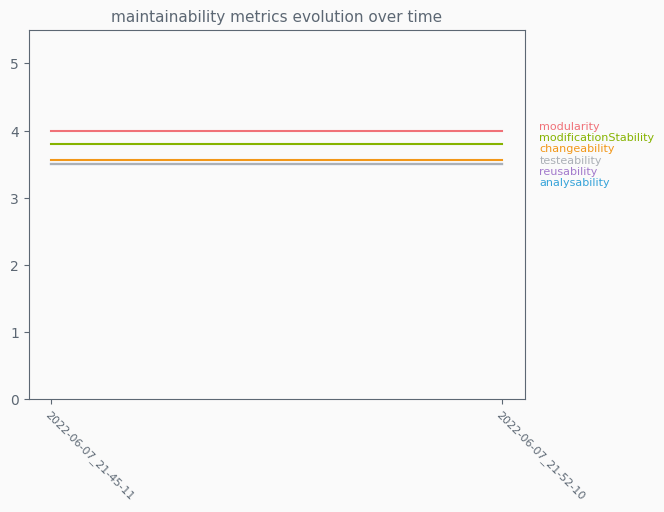 maintainability metrics evolution over time
5
4
3
2
1
0
modularity
modificationStability
changeability
testeability
reusability
analysability
2022-06-07_21-45-11
2022-06-07_21-52-10